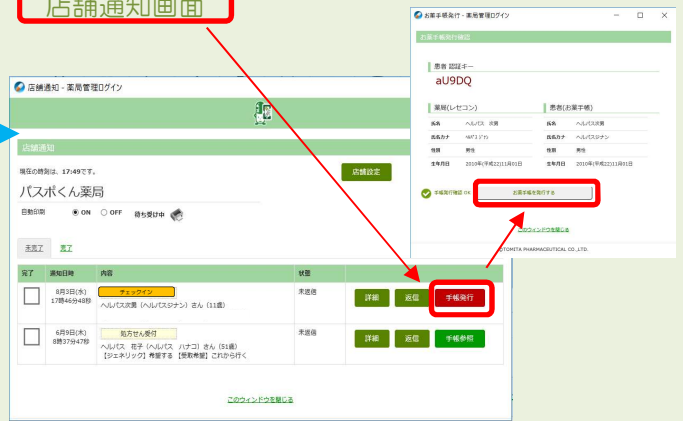 店舗通知画面
お薬手帳発行 - 薬局管理ログイン
お薬手帳発行確認
患者 認証キー
aU9DQ
薬局(レセコン)
患者(お薬手帳)
氏名 ヘルパス 次男
氏名 ヘルパス次男
氏名カナ
氏名カナ ヘルパスジナン
性別 男性
性別 男性
生年月日 2010年(平成22)11月01日
生年月日 2010年(平成22)11月01日
手帳発行確認 OK
お薬手帳を発行する
このウィンドウを閉じる
TOMITA PHARMACEUTICAL CO.,LTD.
店舗通知 - 薬局管理ログイン
店舗通知
現在の時刻は、17:49です。
店舗設定
パスポくん薬局
自動印刷 ON OFF 待ち受け中
未完了 完了
完了 通知日時 内容 状態
8月3日(水)
17時46分48秒
チェックイン
ヘルパス次男（ヘルパスジナン）さん（11歳）
未返信
詳細 返信 手帳発行
6月9日(木)
8時37分47秒
処方せん受付
ヘルパス 花子（ヘルパス ハナコ）さん（51歳）
【ジェネリック】希望する 【受取希望】これから行く
未返信
詳細 返信 手帳参照
このウィンドウを閉じる